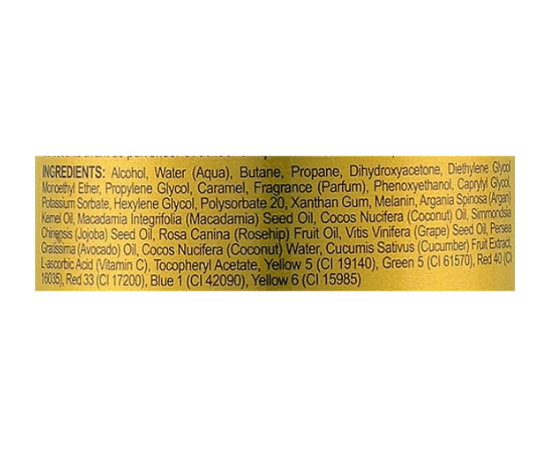 INGREDIENTS: Alcohol, Water (Aqua), Butane, Propane, Dihydroxyacetone, Diethylene Glycol
Monoethyl Ether, Propylene Glycol, Caramel, Fragrance (Parfum), Phenoxyethanol, Caprylyl Glycol,
Potassium Sorbate, Hexylene Glycol, Polysorbate 20, Xanthan Gum, Melanin, Argania Spinosa (Argan)
Kernel Oil, Macadamia Integrifolia (Macadamia) Seed Oil, Cocos Nucifera (Coconut) Oil, Simmondsia
Chinensis (Jojoba) Seed Oil, Rosa Canina (Rosehip) Fruit Oil, Vitis Vinifera (Grape) Seed Oil, Persea
Gratissima (Avocado) Oil, Cocos Nucifera (Coconut) Water, Cucumis Sativus (Cucumber) Fruit Extract,
L-ascorbic Acid (Vitamin C), Tocopheryl Acetate, Yellow 5 (CI 19140), Green 5 (CI 61570), Red 40 (CI
16035), Red 33 (CI 17200), Blue 1 (CI 42090), Yellow 6 (CI 15985)